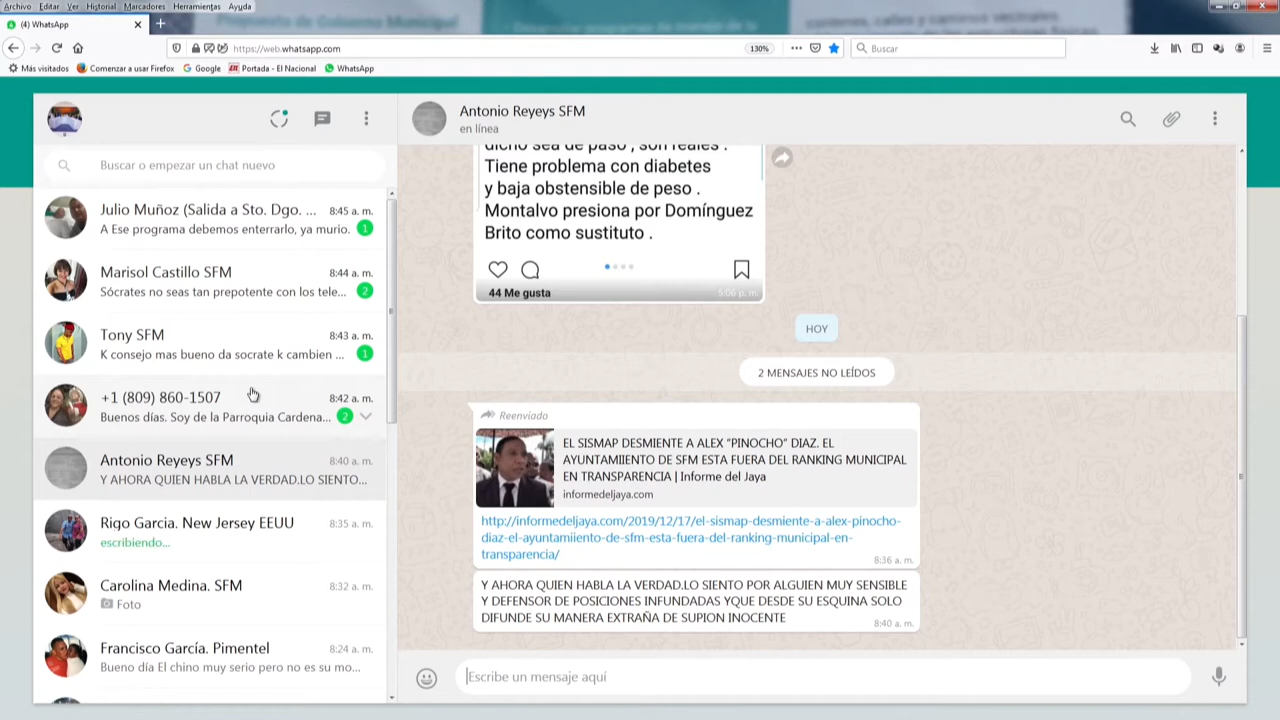 Archivo Editar Ver Historial Marcadores Herramientas Ayuda
(4) WhatsApp
https://web.whatsapp.com
130%
Buscar
Más visitados
Comenzar a usar Firefox
Google
Portada - El Nacional
WhatsApp
Buscar o empezar un chat nuevo
Julio Muñoz (Salida a Sto. Dgo. ...
8:45 a. m.
A Ese programa debemos enterrarlo, ya murio.
1
Marisol Castillo SFM
8:44 a. m.
Sócrates no seas tan prepotente con los tele...
2
Tony SFM
8:43 a. m.
K consejo mas bueno da socrate k cambien ...
1
+1 (809) 860-1507
8:42 a. m.
Buenos días. Soy de la Parroquia Cardena...
2
Antonio Reyeys SFM
8:40 a. m.
Y AHORA QUIEN HABLA LA VERDAD.LO SIENTO...
Rigo Garcia. New Jersey EEUU
8:35 a. m.
escribiendo...
Carolina Medina. SFM
8:32 a. m.
Foto
Francisco García. Pimentel
8:24 a. m.
Bueno día El chino muy serio pero no es su mo...
Antonio Reyeys SFM
en línea
dicho sea de paso , son reales .
Tiene problema con diabetes
y baja obstensible de peso .
Montalvo presiona por Domínguez
Brito como sustituto .
44 Me gusta
5:06 p. m.
HOY
2 MENSAJES NO LEÍDOS
Reenviado
EL SISMAP DESMIENTE A ALEX “PINOCHO” DIAZ. EL
AYUNTAMIIENTO DE SFM ESTA FUERA DEL RANKING MUNICIPAL
EN TRANSPARENCIA | Informe del Jaya
informedeljaya.com
http://informedeljaya.com/2019/12/17/el-sismap-desmiente-a-alex-pinocho-
diaz-el-ayuntamiiento-de-sfm-esta-fuera-del-ranking-municipal-en-
transparencia/
8:36 a. m.
Y AHORA QUIEN HABLA LA VERDAD.LO SIENTO POR ALGUIEN MUY SENSIBLE
Y DEFENSOR DE POSICIONES INFUNDADAS YQUE DESDE SU ESQUINA SOLO
DIFUNDE SU MANERA EXTRAÑA DE SUPION INOCENTE
8:40 a. m.
Escribe un mensaje aquí